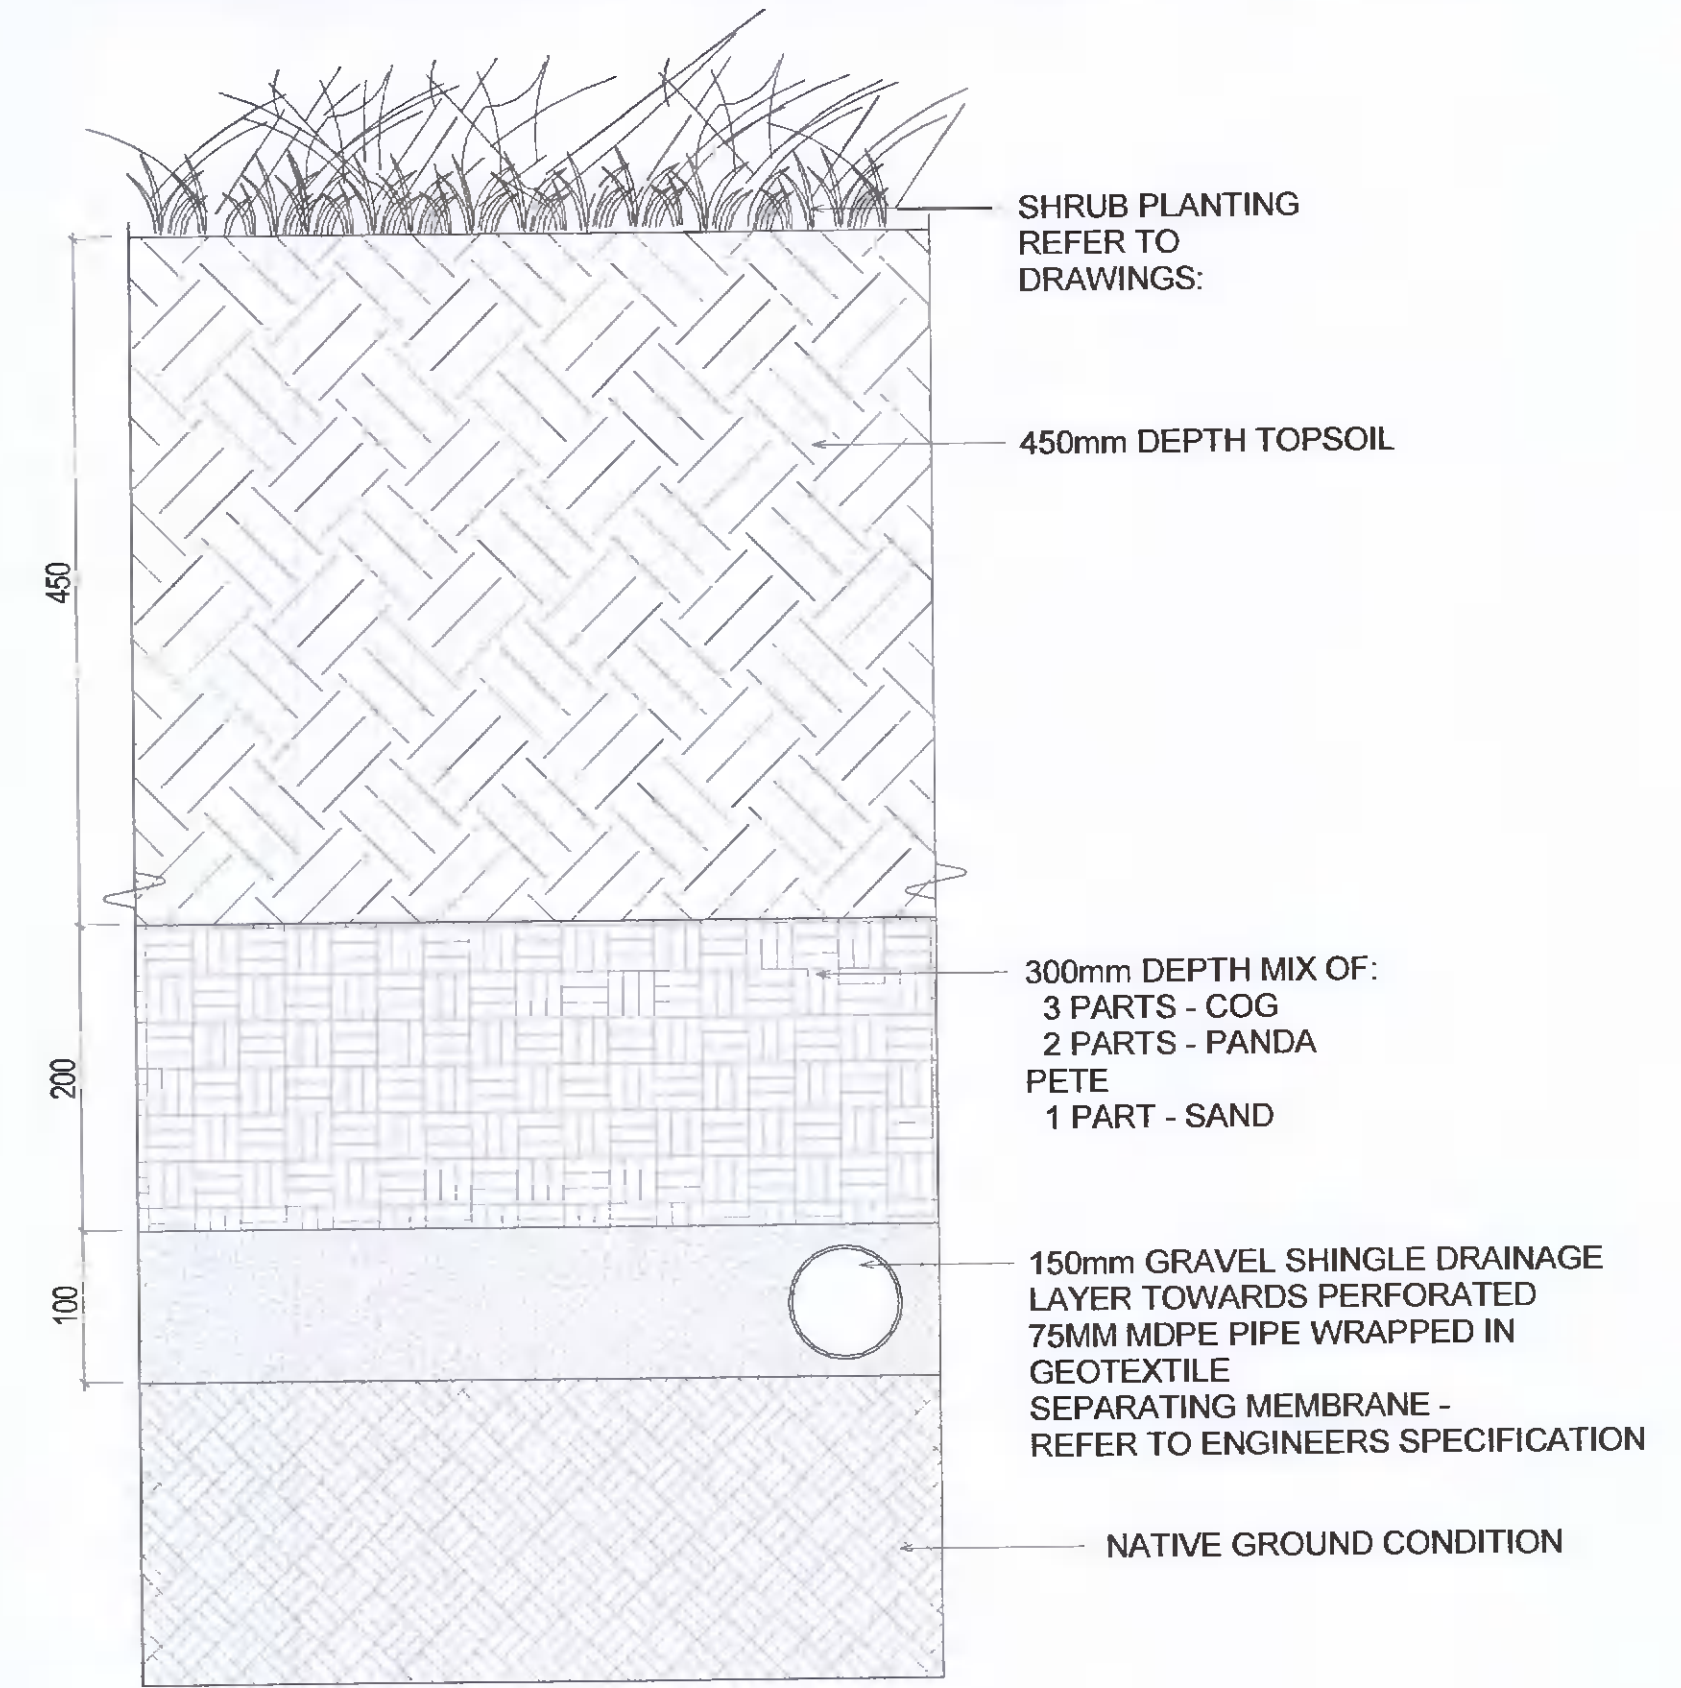 SHRUB PLANTING
REFER TO
DRAWINGS:
450mm DEPTH TOPSOIL
450
300mm DEPTH MIX OF:
3 PARTS - COG
2 PARTS - PANDA
PETE
1 PART - SAND
200
150mm GRAVEL SHINGLE DRAINAGE
LAYER TOWARDS PERFORATED
75MM MDPE PIPE WRAPPED IN
GEOTEXTILE
SEPARATING MEMBRANE -
REFER TO ENGINEERS SPECIFICATION
100
NATIVE GROUND CONDITION